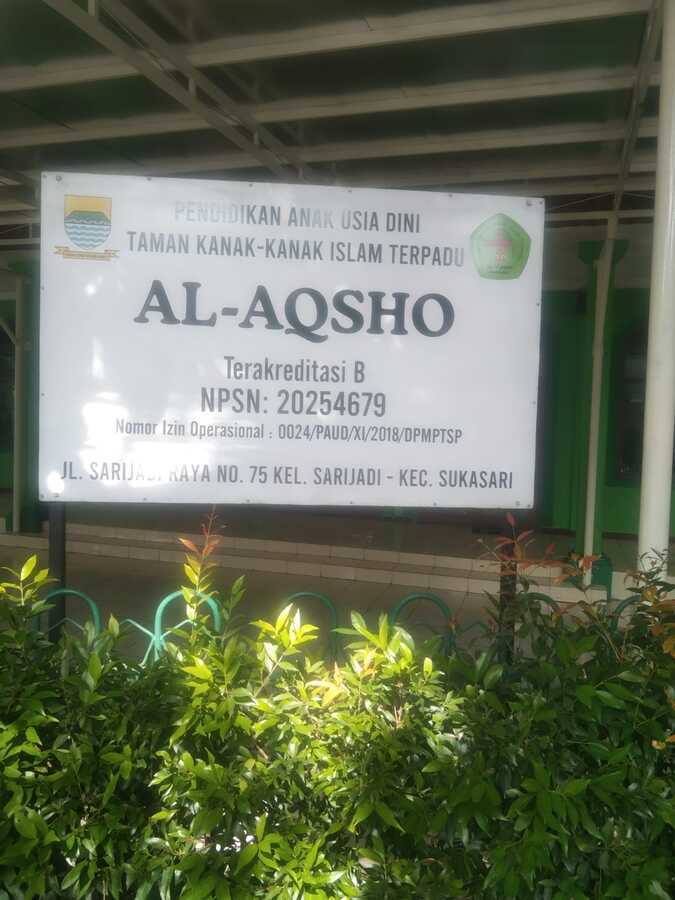 PENDIDIKAN ANAK USIA DINI
TAMAN KANAK-KANAK ISLAM TERPADU
AL-AQSHO
Terakreditasi B
NPSN: 20254679
Nomor Izin Operasional : 0024/PAUD/XI/2018/DPMPTSP
JL. SARIJADI RAYA NO. 75 KEL. SARIJADI - KEC. SUKASARI